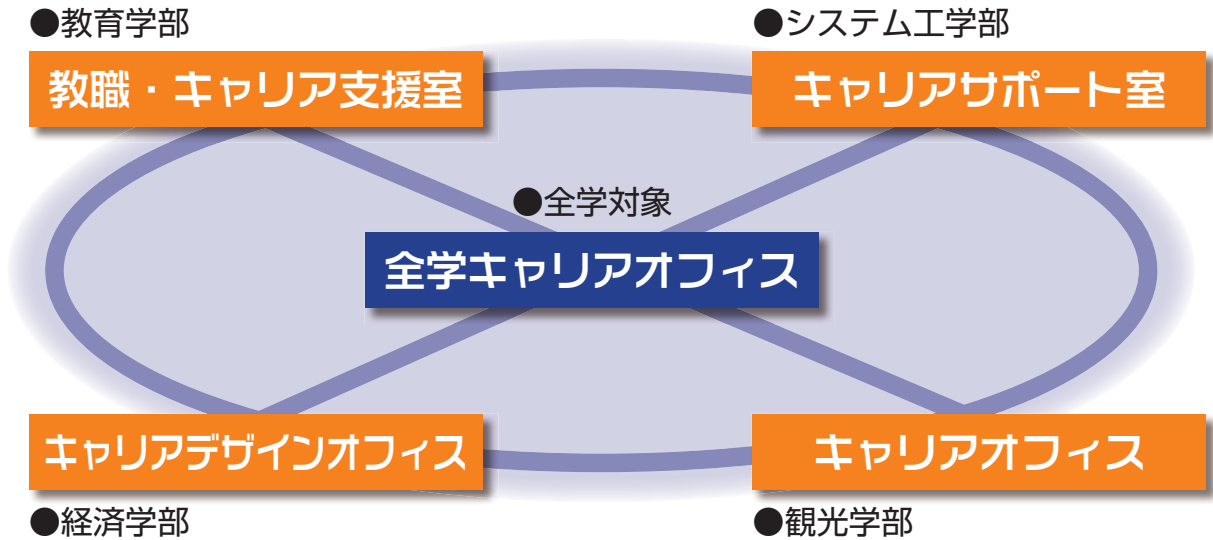 ●教育学部
教職・キャリア支援室
●システム工学部
キャリアサポート室
●全学対象
全学キャリアオフィス
キャリアデザインオフィス
●経済学部
キャリアオフィス
●観光学部